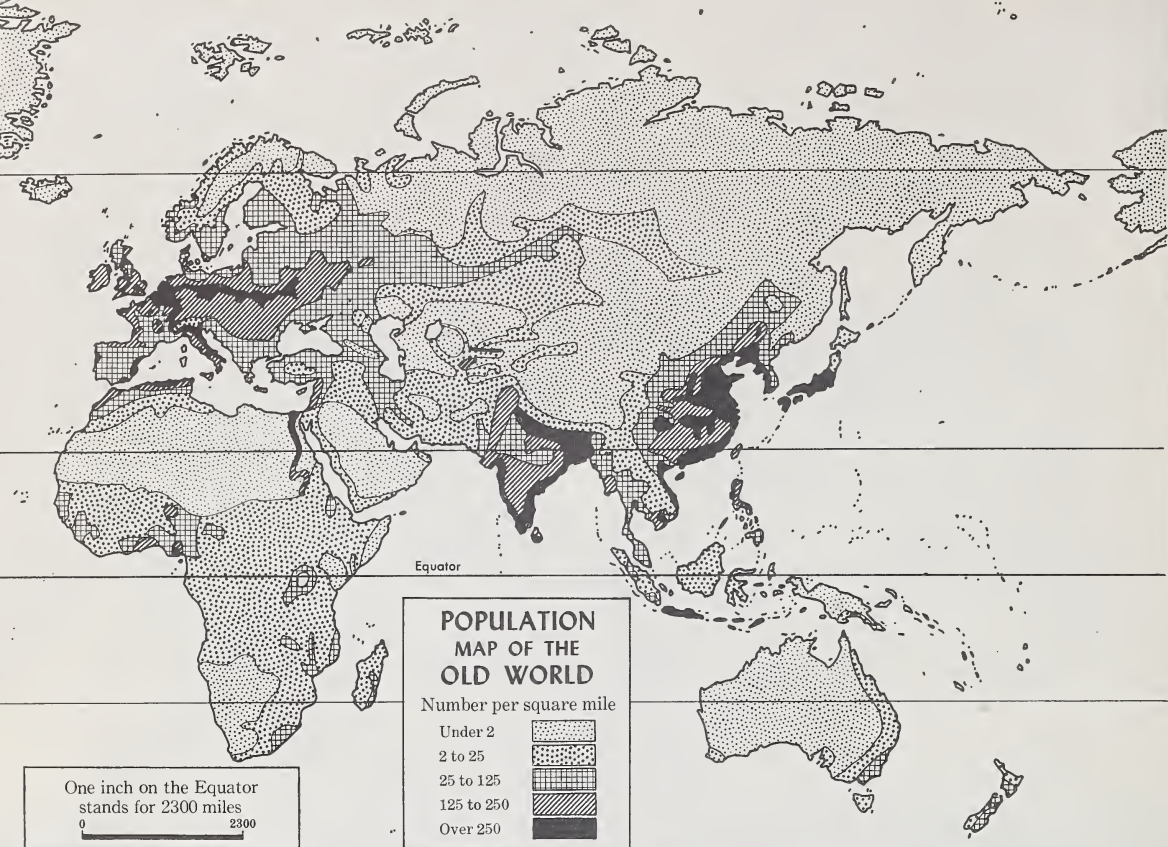 Equator
POPULATION
MAP OF THE
OLD WORLD
Number per square mile
Under 2
2 to 25
25 to 125
125 to 250
Over 250
One inch on the Equator
stands for 2300 miles
0 2300